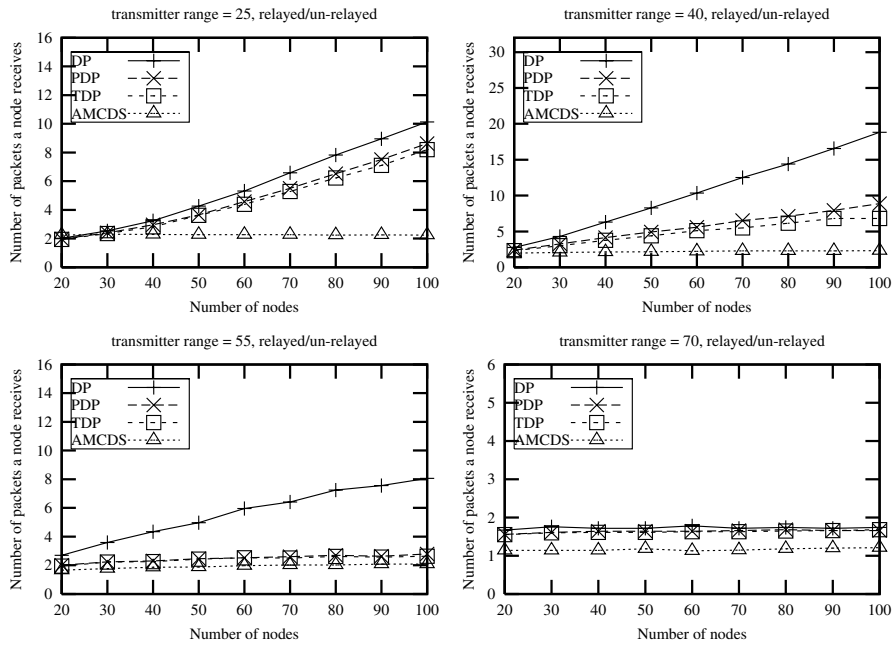 transmitter range = 25, relayed/un-relayed
Number of packets a node receives
16
14
12
10
8
6
4
2
0
DP
PDP
TDP
AMCDS
20 30 40 50 60 70 80 90 100
Number of nodes
transmitter range = 40, relayed/un-relayed
Number of packets a node receives
30
25
20
15
10
5
0
DP
PDP
TDP
AMCDS
20 30 40 50 60 70 80 90 100
Number of nodes
transmitter range = 55, relayed/un-relayed
Number of packets a node receives
16
14
12
10
8
6
4
2
0
DP
PDP
TDP
AMCDS
20 30 40 50 60 70 80 90 100
Number of nodes
transmitter range = 70, relayed/un-relayed
Number of packets a node receives
6
5
4
3
2
1
0
DP
PDP
TDP
AMCDS
20 30 40 50 60 70 80 90 100
Number of nodes